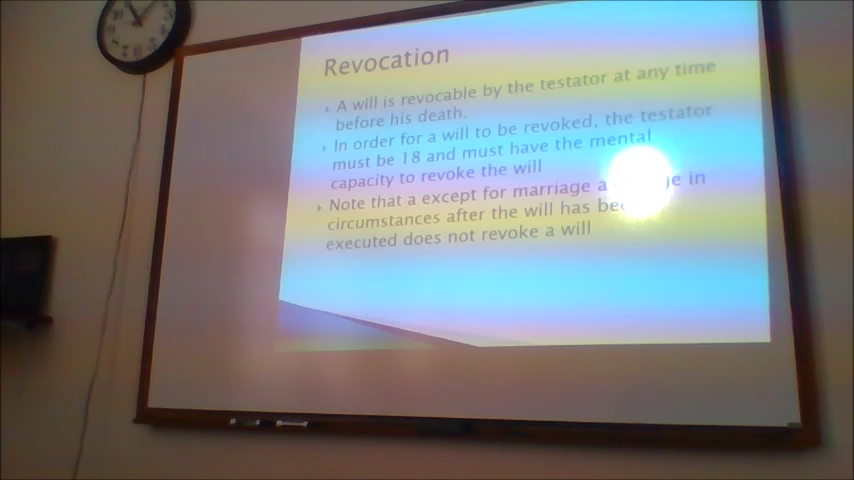 Revocation
A will is revocable by the testator at any time
before his death.
In order for a will to be revoked, the testator
must be 18 and must have the mental
capacity to revoke the will
Note that a except for marriage a in
circumstances after the will has
executed does not revoke a will